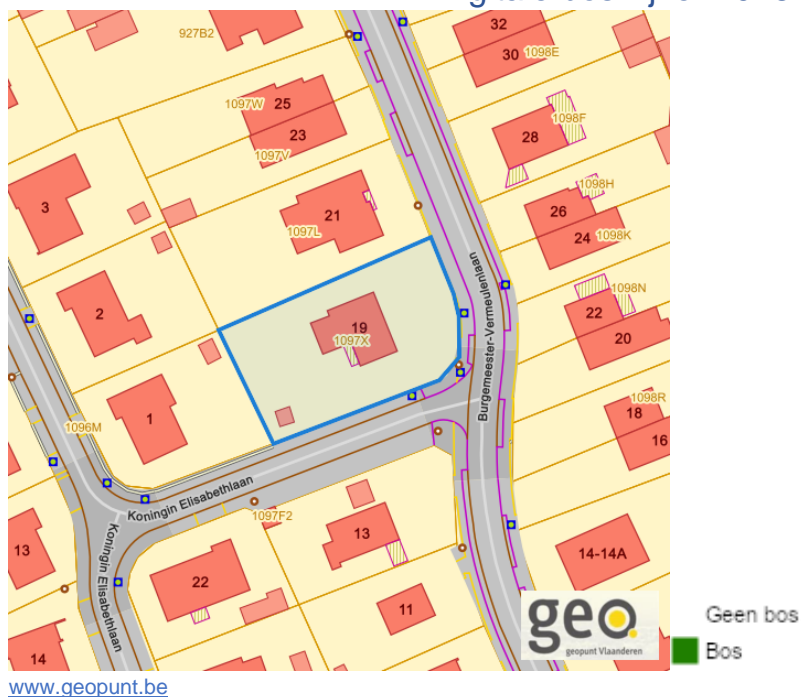 927B2
32
30
1098E
1097W
25
23
1097V
28
1098F
3
21
1097L
1098H
26
24
1098K
2
19
1097X
Burgemeester-Vermeulenlaan
1098N
22
20
1
1096M
1098R
18
16
Koningin Elisabethlaan
1097F2
13
13
14-14A
Koningin Elisabethlaan
22
11
14
geo.
geopunt Vlaanderen
Geen bos
Bos
www.geopunt.be